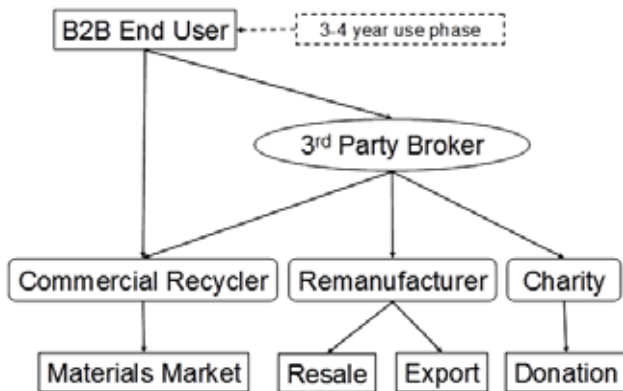 B2B End User
3-4 year use phase
3rd Party Broker
Commercial Recycler
Remanufacturer
Charity
Materials Market
Resale
Export
Donation